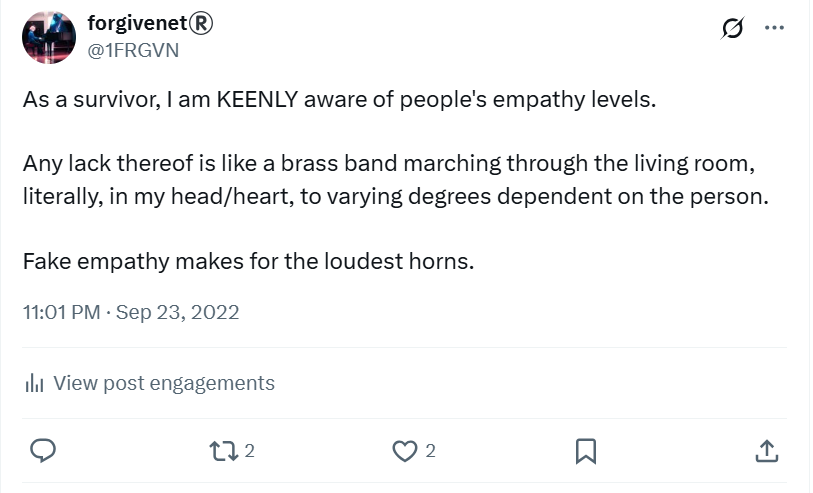 forgivenet®
@1FRGVN
As a survivor, I am KEENLY aware of people's empathy levels.
Any lack thereof is like a brass band marching through the living room,
literally, in my head/heart, to varying degrees dependent on the person.
Fake empathy makes for the loudest horns.
11:01 PM · Sep 23, 2022
View post engagements
2 2